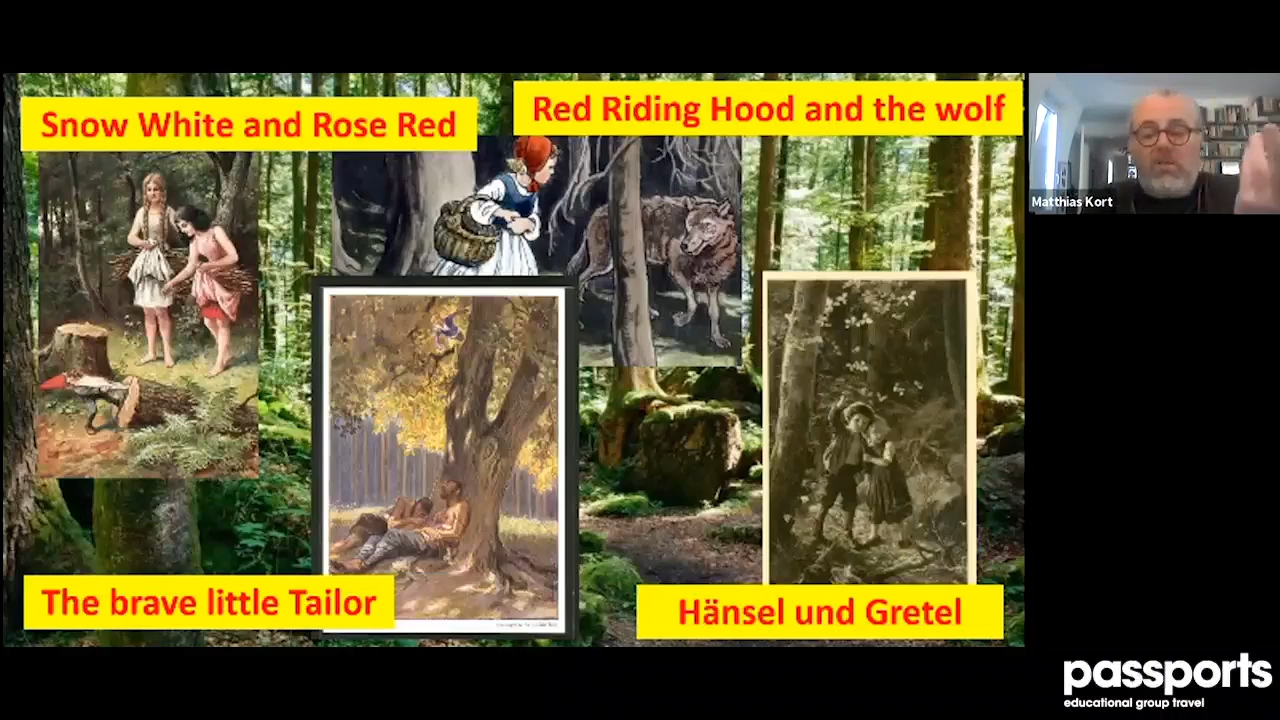 Snow White and Rose Red
Red Riding Hood and the wolf
Matthias Kort
The brave little Tailor
Hänsel und Gretel
passports
educational group travel